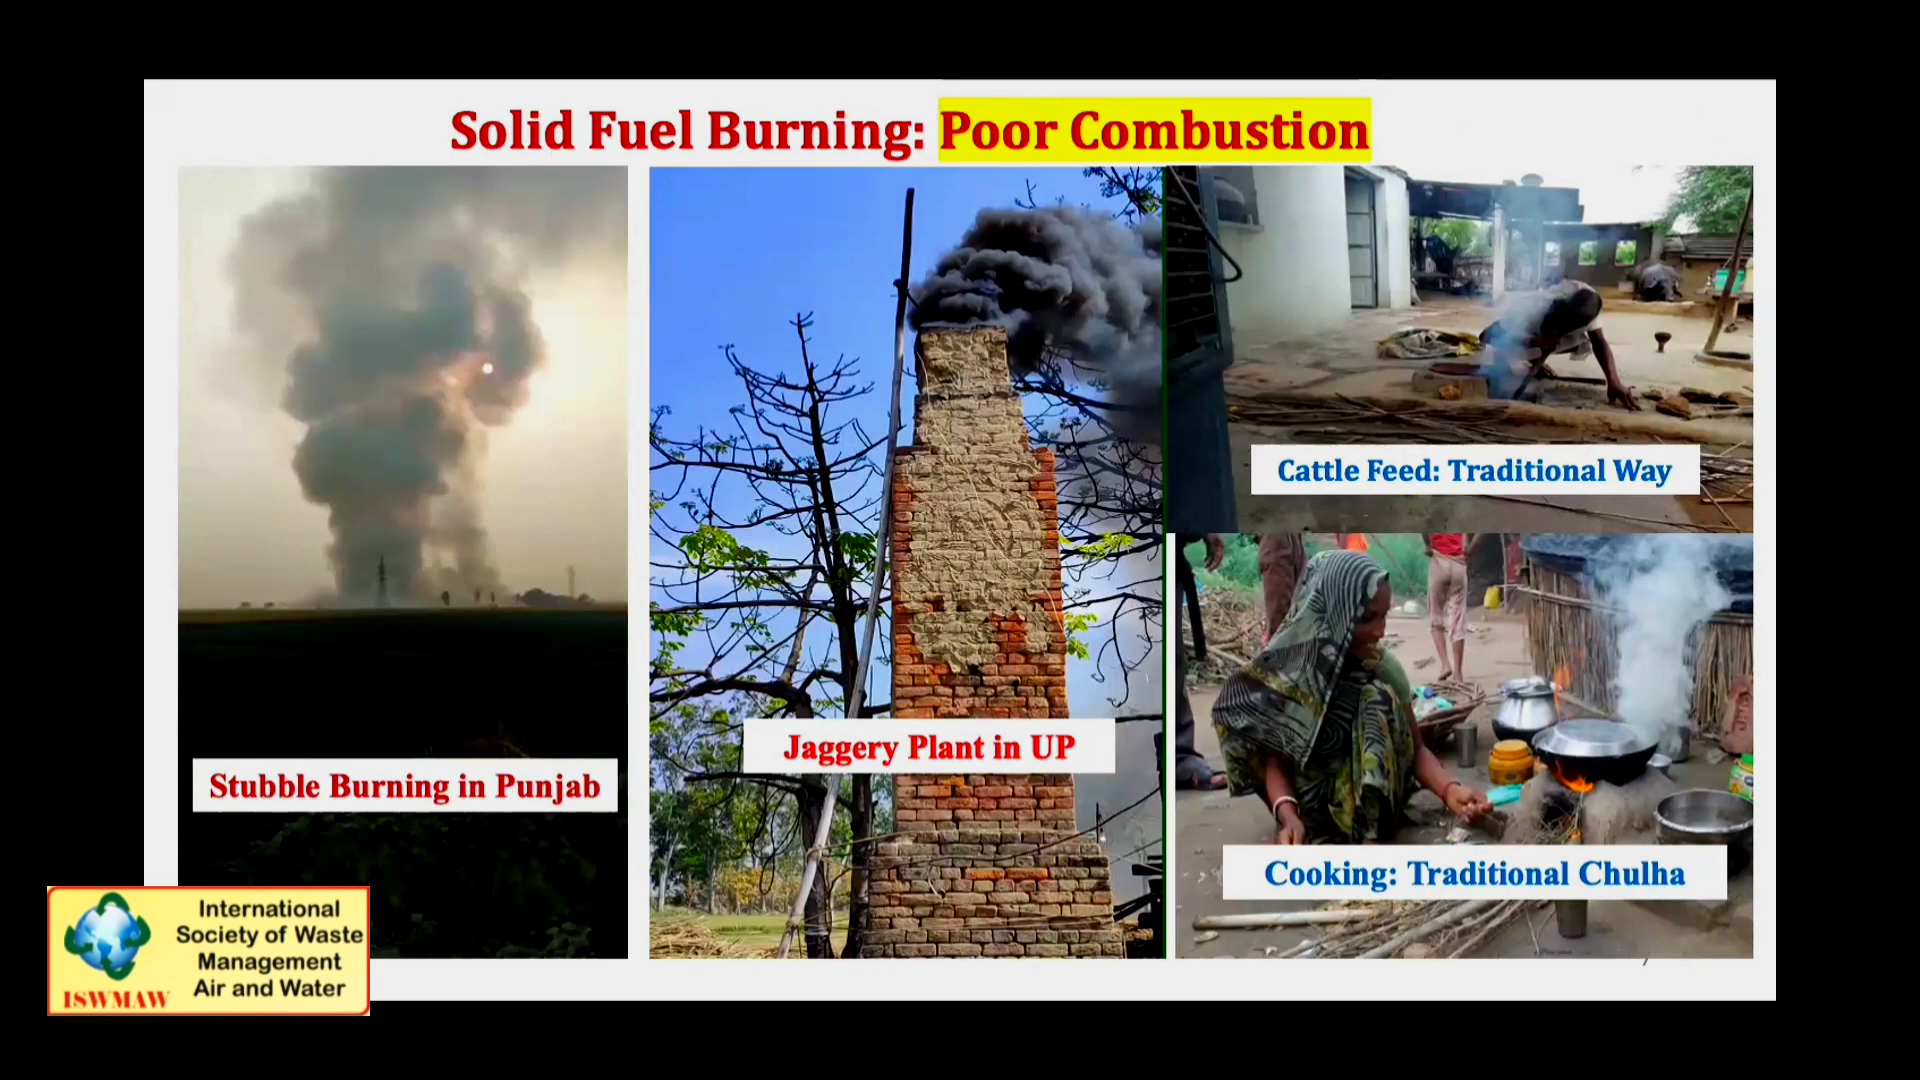 Solid Fuel Burning: Poor Combustion
Stubble Burning in Punjab
Jaggery Plant in UP
Cattle Feed: Traditional Way
Cooking: Traditional Chulha
International
Society of Waste
Management
Air and Water
ISWMAW